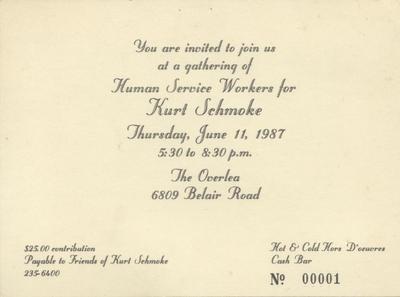 You are invited to join us
at a gathering of
Human Service Workers for
Kurt Schmoke
Thursday, June 11, 1987
5:30 to 8:30 p.m.
The Overlea
6809 Belair Road
$25.00 contribution
Payable to Friends of Kurt Schmoke
235-6400
Hot & Cold Hors D'oeuvres
Cash Bar
Nº 00001